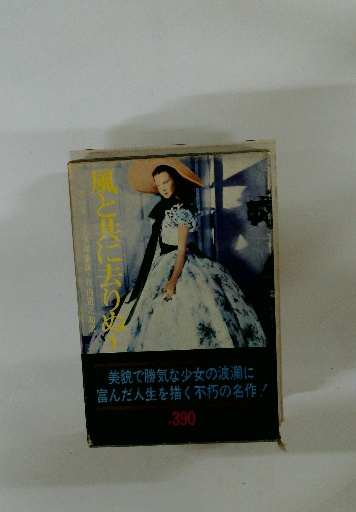 風と共に去りぬ
美貌で勝気な少女の波瀾に
富んだ人生を描く不朽の名作!
¥390